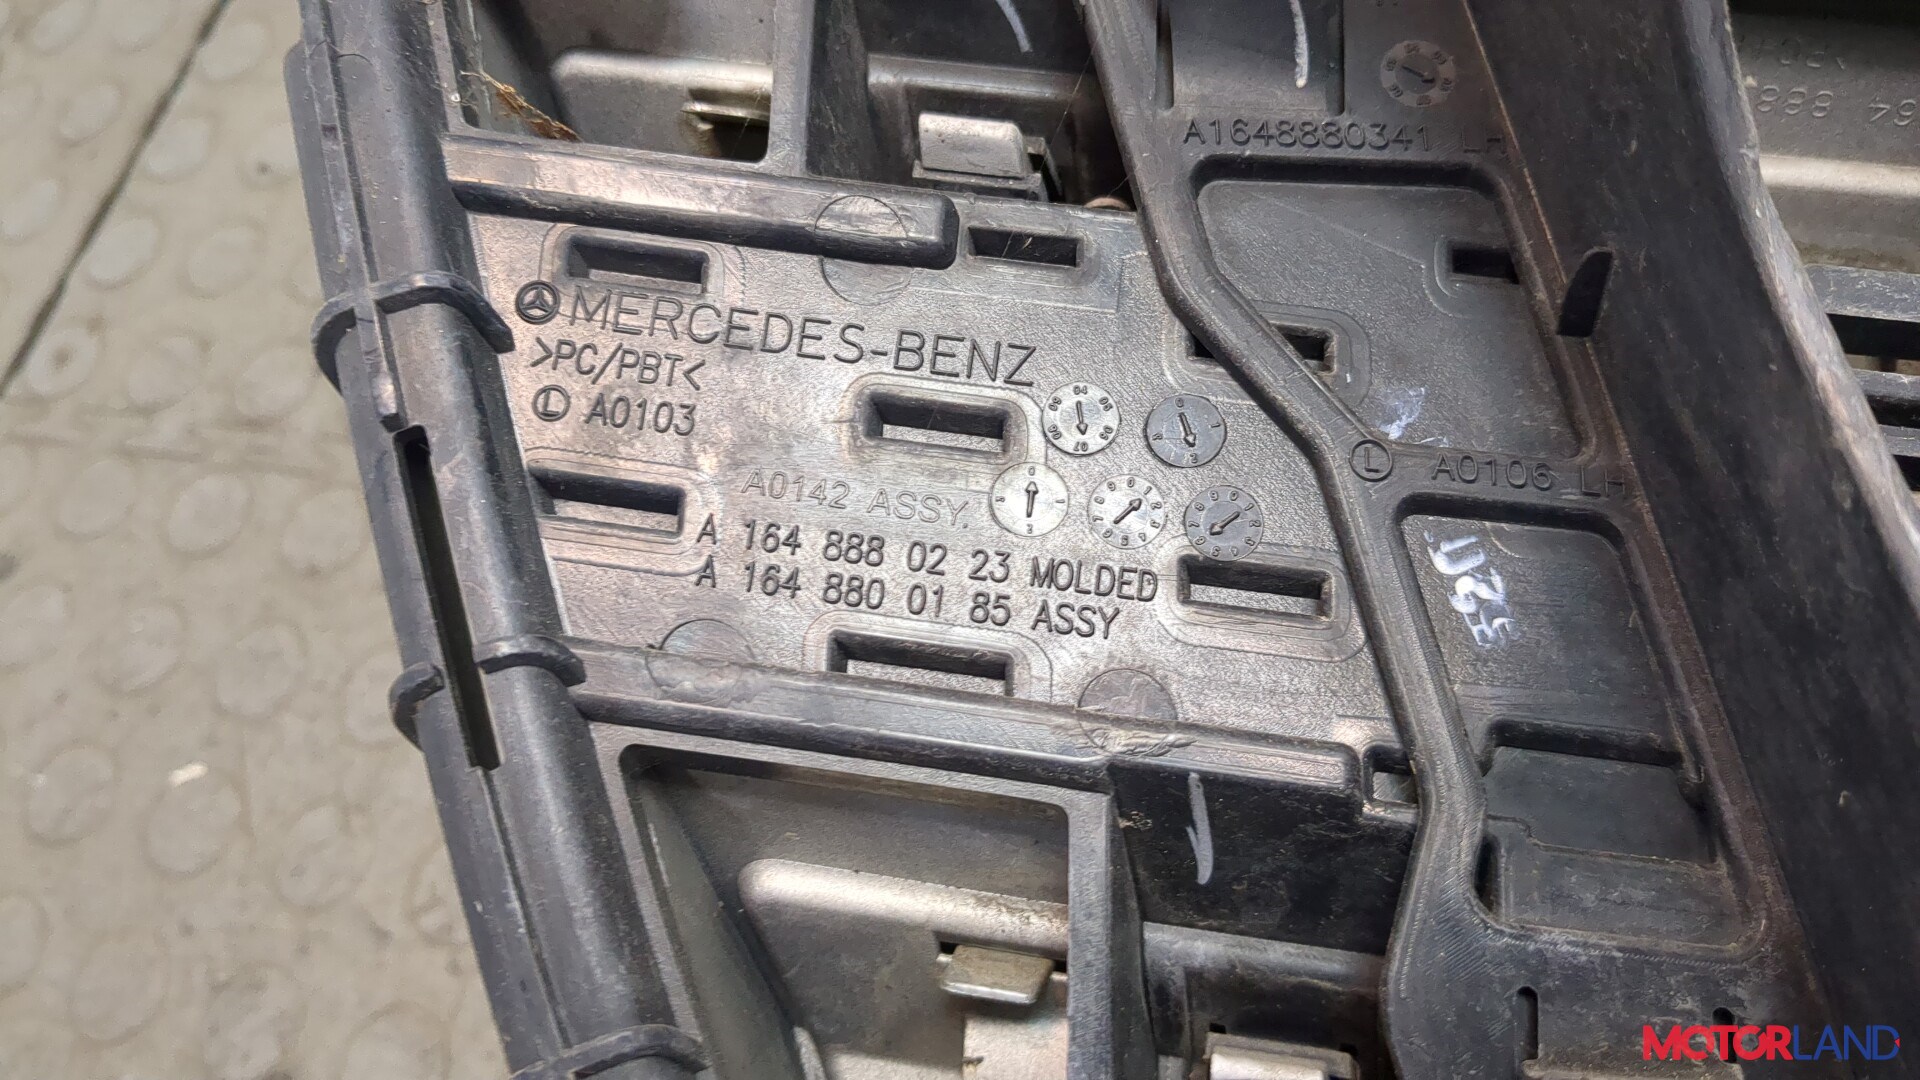 A1648880341 LH
MERCEDES-BENZ
>PC/PBT<
L A0103
L A0106 LH
A0142 ASSY.
A 164 888 02 23 MOLDED
A 164 880 01 85 ASSY
MOTORLAND